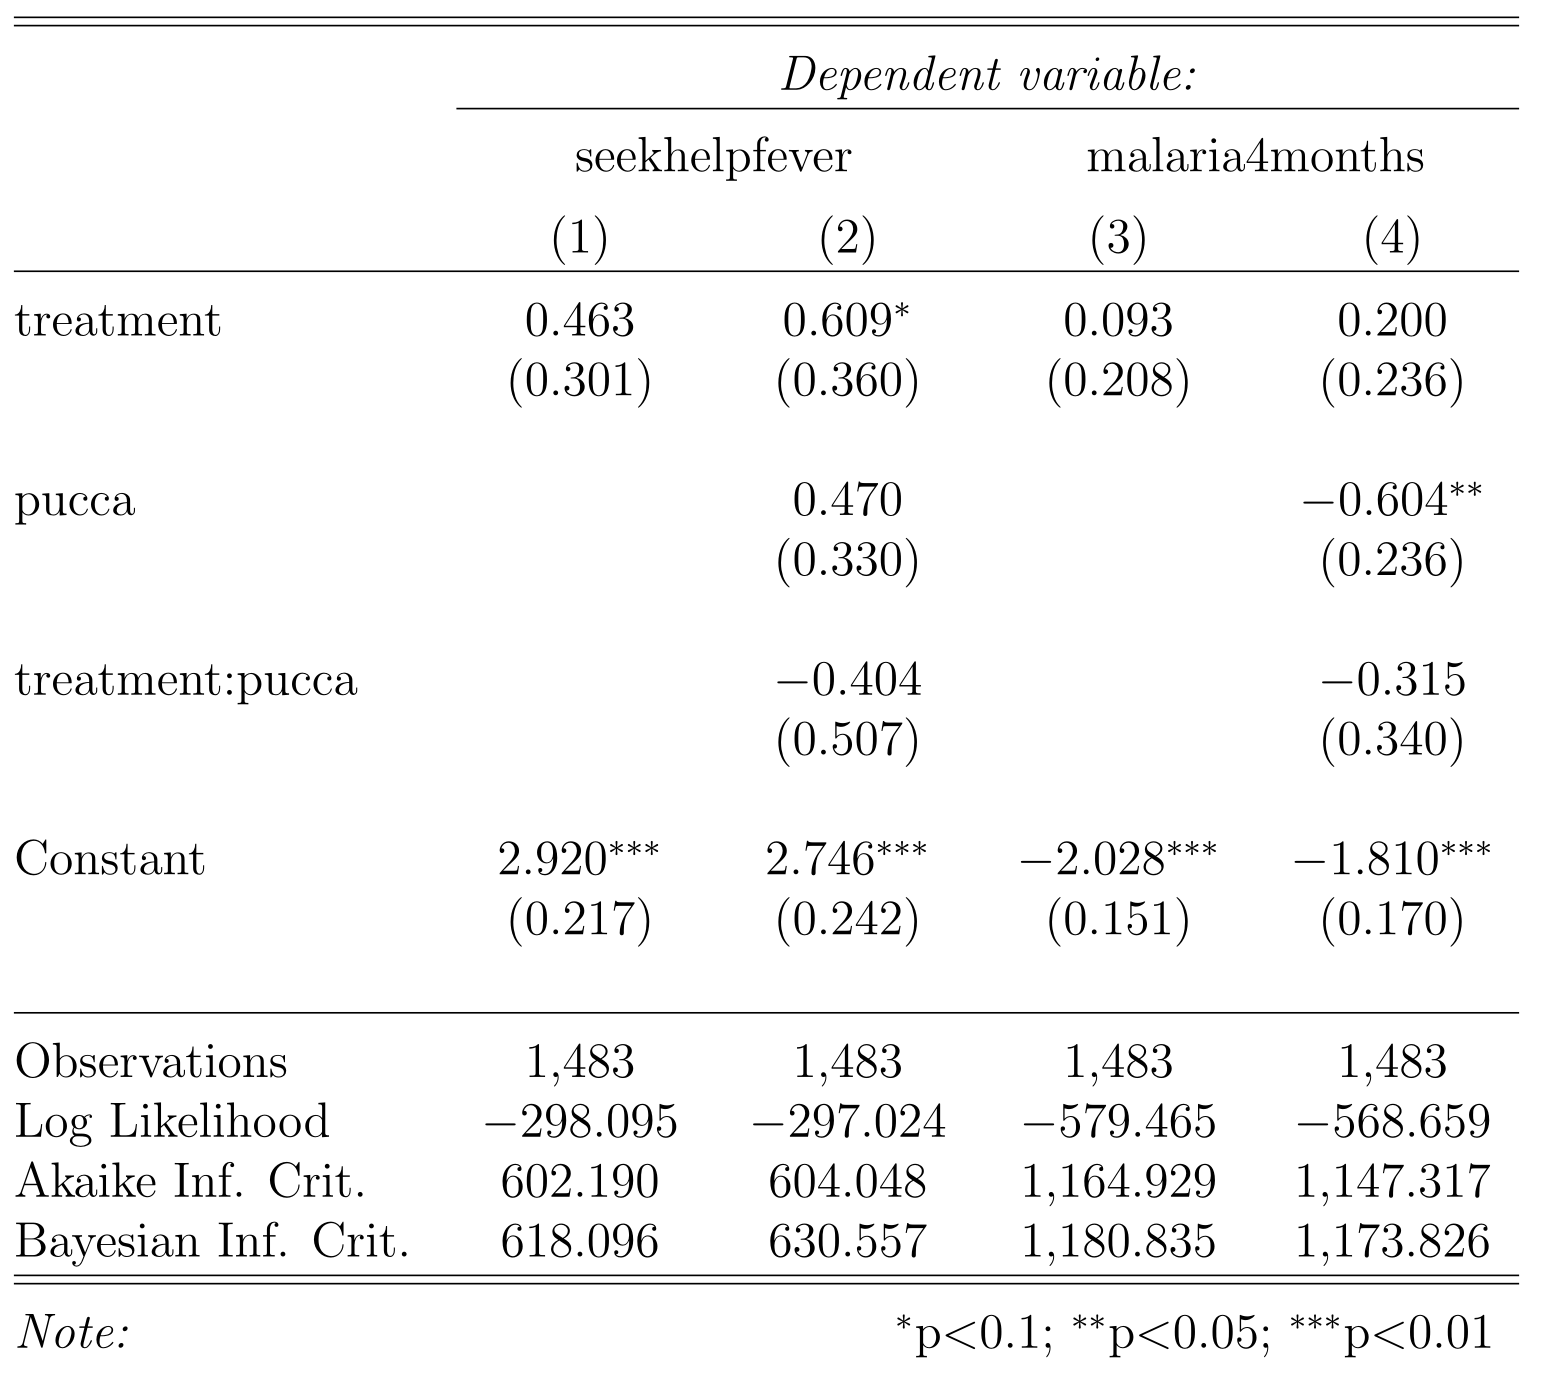 Dependent variable:
seekhelpfever malaria4months
(1) (2) (3) (4)
treatment 0.463 0.609* 0.093 0.200
(0.301) (0.360) (0.208) (0.236)
pucca 0.470 −0.604**
(0.330) (0.236)
treatment:pucca −0.404 −0.315
(0.507) (0.340)
Constant 2.920*** 2.746*** −2.028*** −1.810***
(0.217) (0.242) (0.151) (0.170)
Observations 1,483 1,483 1,483 1,483
Log Likelihood −298.095 −297.024 −579.465 −568.659
Akaike Inf. Crit. 602.190 604.048 1,164.929 1,147.317
Bayesian Inf. Crit. 618.096 630.557 1,180.835 1,173.826
Note: *p<0.1; **p<0.05; ***p<0.01